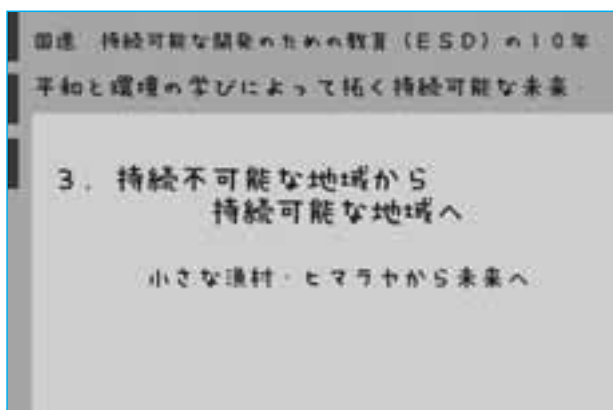 国連 持続可能な開発のための教育(ESD)の10年
平和と環境の学びによって拓く持続可能な未来
3. 持続不可能な地域から
持続可能な地域へ
小さな漁村・ヒマラヤから未来へ